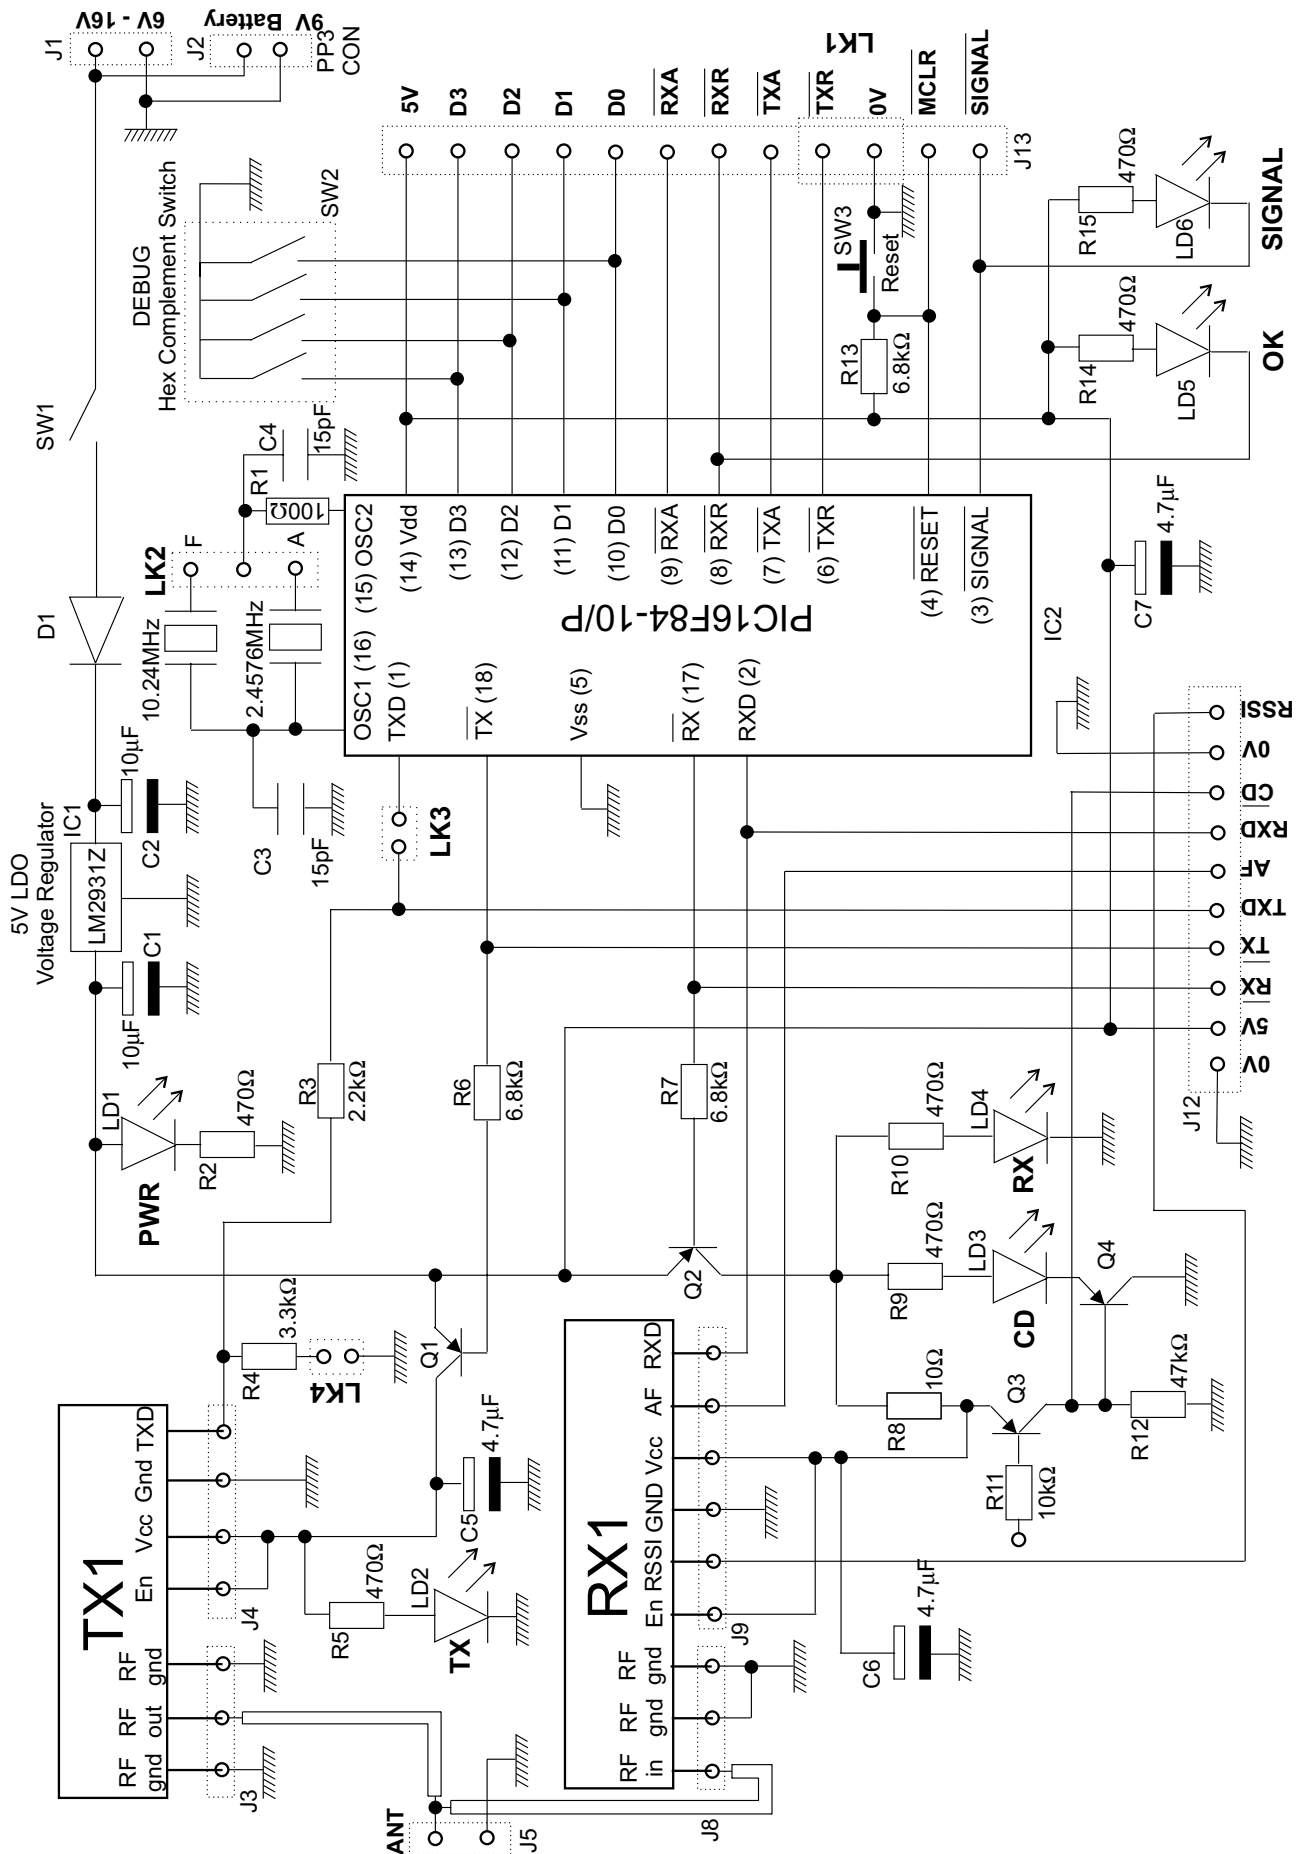 6V - 16V
J1
9V
Battery
J2
PP3
CON
SW1
D1
5V LDO
Voltage Regulator
LM2931Z
IC1
10µF
C2
10µF
C1
LD1
PWR
R2
470Ω
DEBUG
Hex Complement Switch
SW2
LK2
F
A
10.24MHz
2.4576MHz
R1
100Ω
C4
15pF
C3
15pF
LK3
5V
D3
D2
D1
D0
RXA
RXR
TXA
TXR
0V
MCLR
SIGNAL
LK1
J13
SW3
Reset
R13
6.8kΩ
OSC1 (16)
(15) OSC2
TXD (1)
TX (18)
Vss (5)
RX (17)
RXD (2)
(14) Vdd
(13) D3
(12) D2
(11) D1
(10) D0
(9) RXA
(8) RXR
(7) TXA
(6) TXR
(4) RESET
(3) SIGNAL
PIC16F84-10/P
IC2
R15
470Ω
LD6
SIGNAL
R14
470Ω
LD5
OK
C7
4.7µF
R3
2.2kΩ
R6
6.8kΩ
R7
6.8kΩ
R4
3.3kΩ
LK4
Q1
Q2
TX1
RF
gnd
RF
out
RF
gnd
En
Vcc
Gnd
TXD
J3
J4
C5
4.7µF
R5
470Ω
LD2
TX
ANT
J5
RX1
RF
in
RF
gnd
RF
gnd
En
RSSI
GND
Vcc
AF
RXD
J8
J9
C6
4.7µF
R8
10Ω
R9
470Ω
R10
470Ω
LD3
CD
LD4
RX
Q3
Q4
R11
10kΩ
R12
47kΩ
J12
0V
5V
RX
TX
TXD
AF
RXD
CD
0V
RSSI